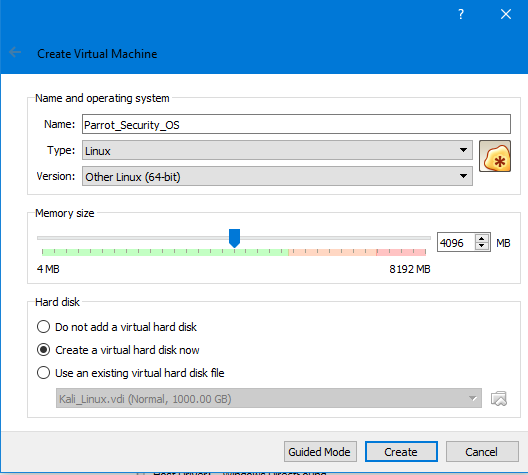 ?
Create Virtual Machine
Name and operating system
Name: Parrot_Security_OS
Type: Linux
Version: Other Linux (64-bit)
Memory size
4096 MB
4 MB 8192 MB
Hard disk
Do not add a virtual hard disk
Create a virtual hard disk now
Use an existing virtual hard disk file
Kali_Linux.vdi (Normal, 1000.00 GB)
Guided Mode Create Cancel